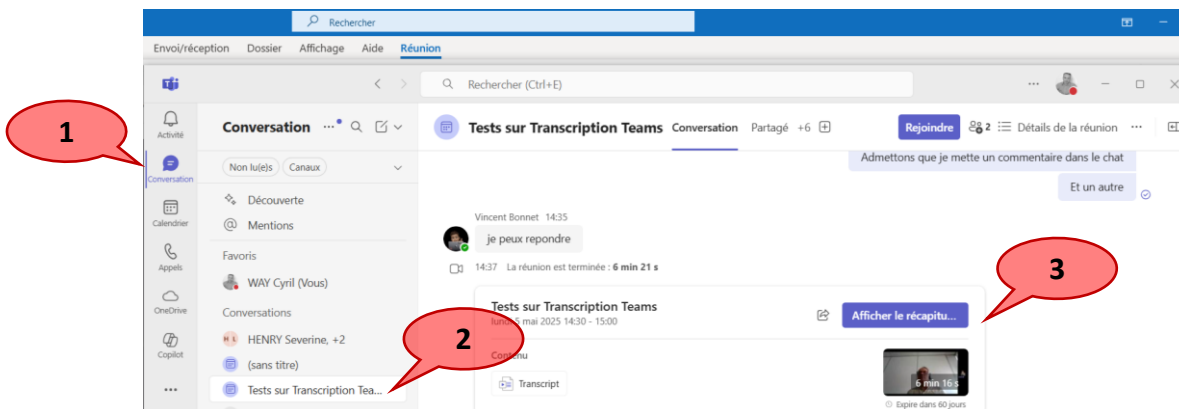 Rechercher
Envoi/réception Dossier Affichage Aide Réunion
Rechercher (Ctrl+E)
1
Activité
Conversation
Calendrier
Appels
OneDrive
Copilot
Conversation
Non lu(e)s Canaux
Découverte
@ Mentions
Favoris
WAY Cyril (Vous)
Conversations
H L HENRY Severine, +2
(sans titre)
Tests sur Transcription Tea...
2
Tests sur Transcription Teams Conversation Partagé +6 Rejoindre 2 Détails de la réunion
Admettons que je mette un commentaire dans le chat
Et un autre
Vincent Bonnet 14:35
je peux repondre
14:37 La réunion est terminée : 6 min 21 s
3
Tests sur Transcription Teams
lundi 5 mai 2025 14:30 - 15:00
Afficher le récapitu...
Contenu
Transcript
6 min 16 s
Expire dans 60 jours